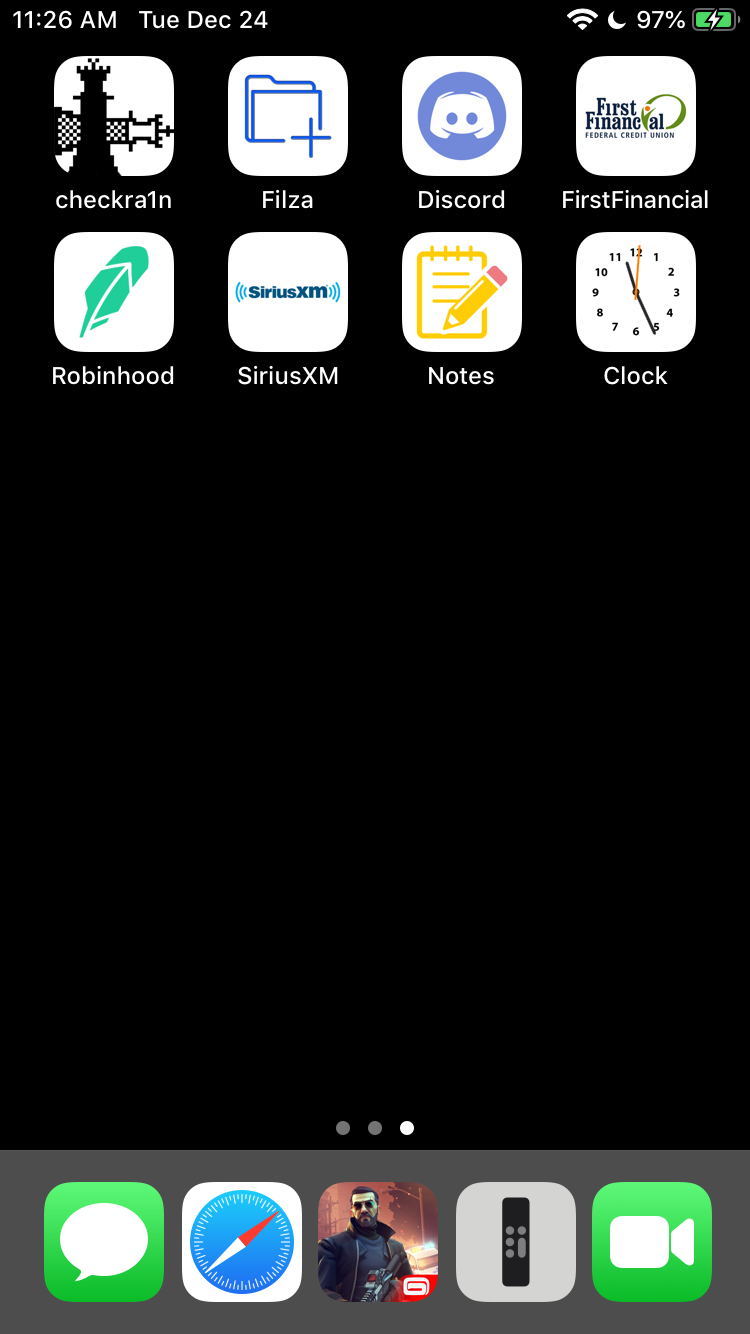 11:26 AM Tue Dec 24 97%
First
Financial
FEDERAL CREDIT UNION
checkra1n Filza Discord FirstFinancial
SiriusXM
12
11 1
10 2
9 3
8 4
7 5
6
Robinhood SiriusXM Notes Clock